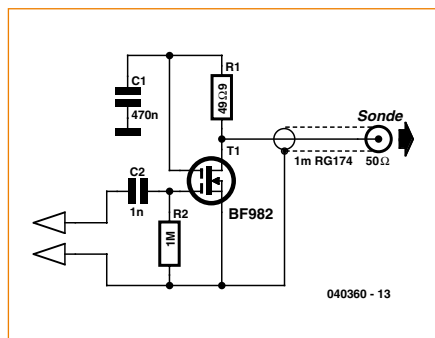 R1
49Ω9
C1
470n
Sonde
1m RG174
50Ω
T1
BF982
C2
1n
R2
1M
040360 - 13